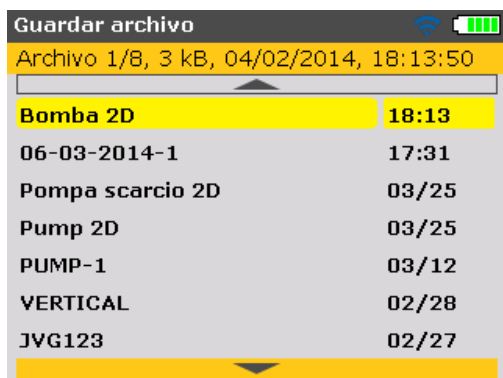 Guardar archivo
Archivo 1/8, 3 kB, 04/02/2014, 18:13:50
Bomba 2D 18:13
06-03-2014-1 17:31
Pompa scarcio 2D 03/25
Pump 2D 03/25
PUMP-1 03/12
VERTICAL 02/28
JVG123 02/27